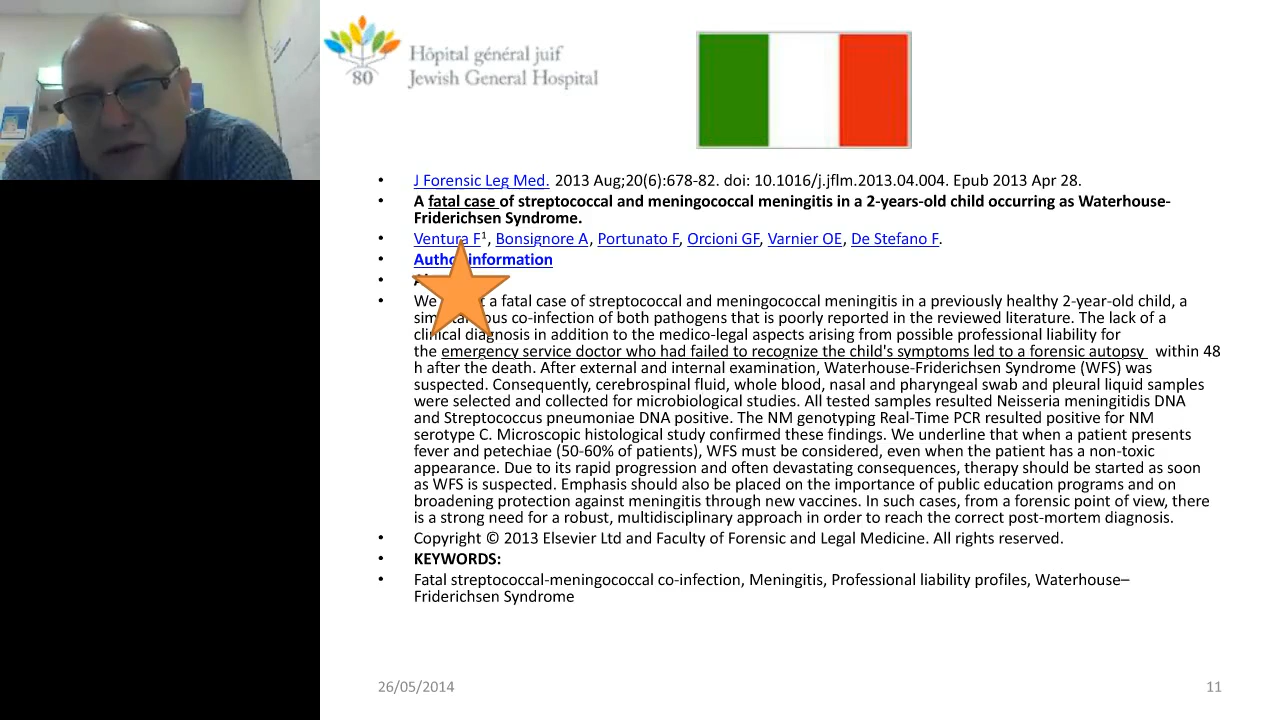 Hôpital général juif
80 Jewish General Hospital
• J Forensic Leg Med. 2013 Aug;20(6):678-82. doi: 10.1016/j.jflm.2013.04.004. Epub 2013 Apr 28.
• A fatal case of streptococcal and meningococcal meningitis in a 2-years-old child occurring as Waterhouse-
Friderichsen Syndrome.
• Ventura F¹, Bonsignore A, Portunato F, Orcioni GF, Varnier OE, De Stefano F.
• information
• We a fatal case of streptococcal and meningococcal meningitis in a previously healthy 2-year-old child, a
co-infection of both pathogens that is poorly reported in the reviewed literature. The lack of a
clinical diagnosis in addition to the medico-legal aspects arising from possible professional liability for
the emergency service doctor who had failed to recognize the child's symptoms led to a forensic autopsy within 48
h after the death. After external and internal examination, Waterhouse-Friderichsen Syndrome (WFS) was
suspected. Consequently, cerebrospinal fluid, whole blood, nasal and pharyngeal swab and pleural liquid samples
were selected and collected for microbiological studies. All tested samples resulted Neisseria meningitidis DNA
and Streptococcus pneumoniae DNA positive. The NM genotyping Real-Time PCR resulted positive for NM
serotype C. Microscopic histological study confirmed these findings. We underline that when a patient presents
fever and petechiae (50-60% of patients), WFS must be considered, even when the patient has a non-toxic
appearance. Due to its rapid progression and often devastating consequences, therapy should be started as soon
as WFS is suspected. Emphasis should also be placed on the importance of public education programs and on
broadening protection against meningitis through new vaccines. In such cases, from a forensic point of view, there
is a strong need for a robust, multidisciplinary approach in order to reach the correct post-mortem diagnosis.
• Copyright © 2013 Elsevier Ltd and Faculty of Forensic and Legal Medicine. All rights reserved.
• KEYWORDS:
• Fatal streptococcal-meningococcal co-infection, Meningitis, Professional liability profiles, Waterhouse–
Friderichsen Syndrome
26/05/2014
11